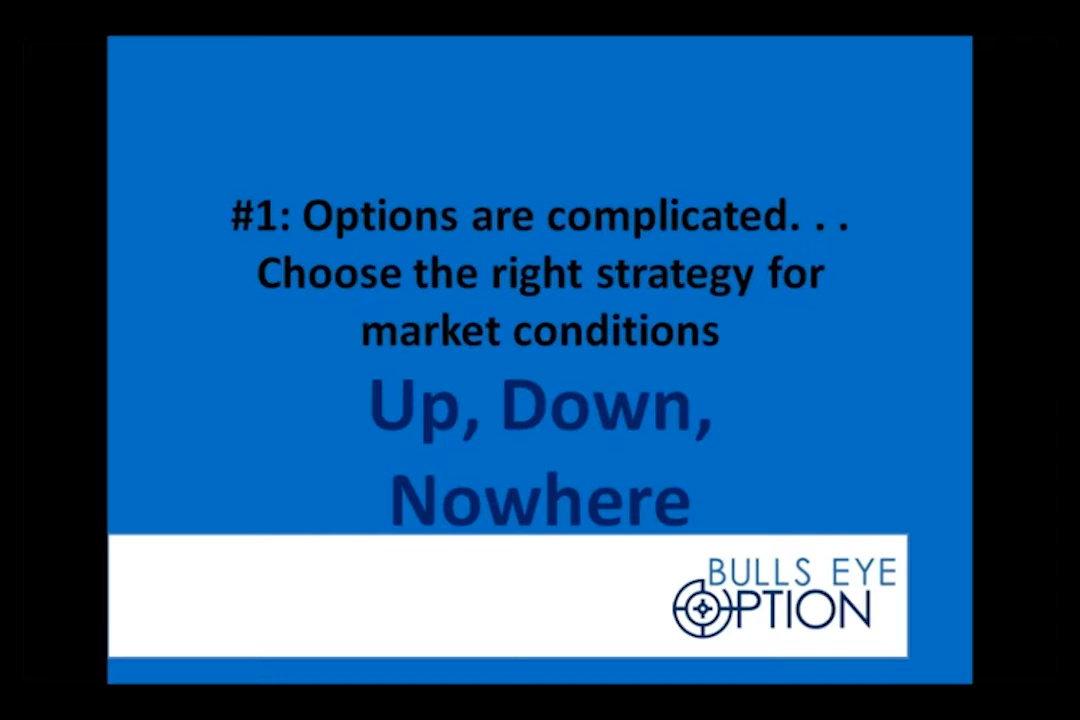 #1: Options are complicated. . .
Choose the right strategy for
market conditions
Up, Down,
Nowhere
BULLS EYE
OPTION